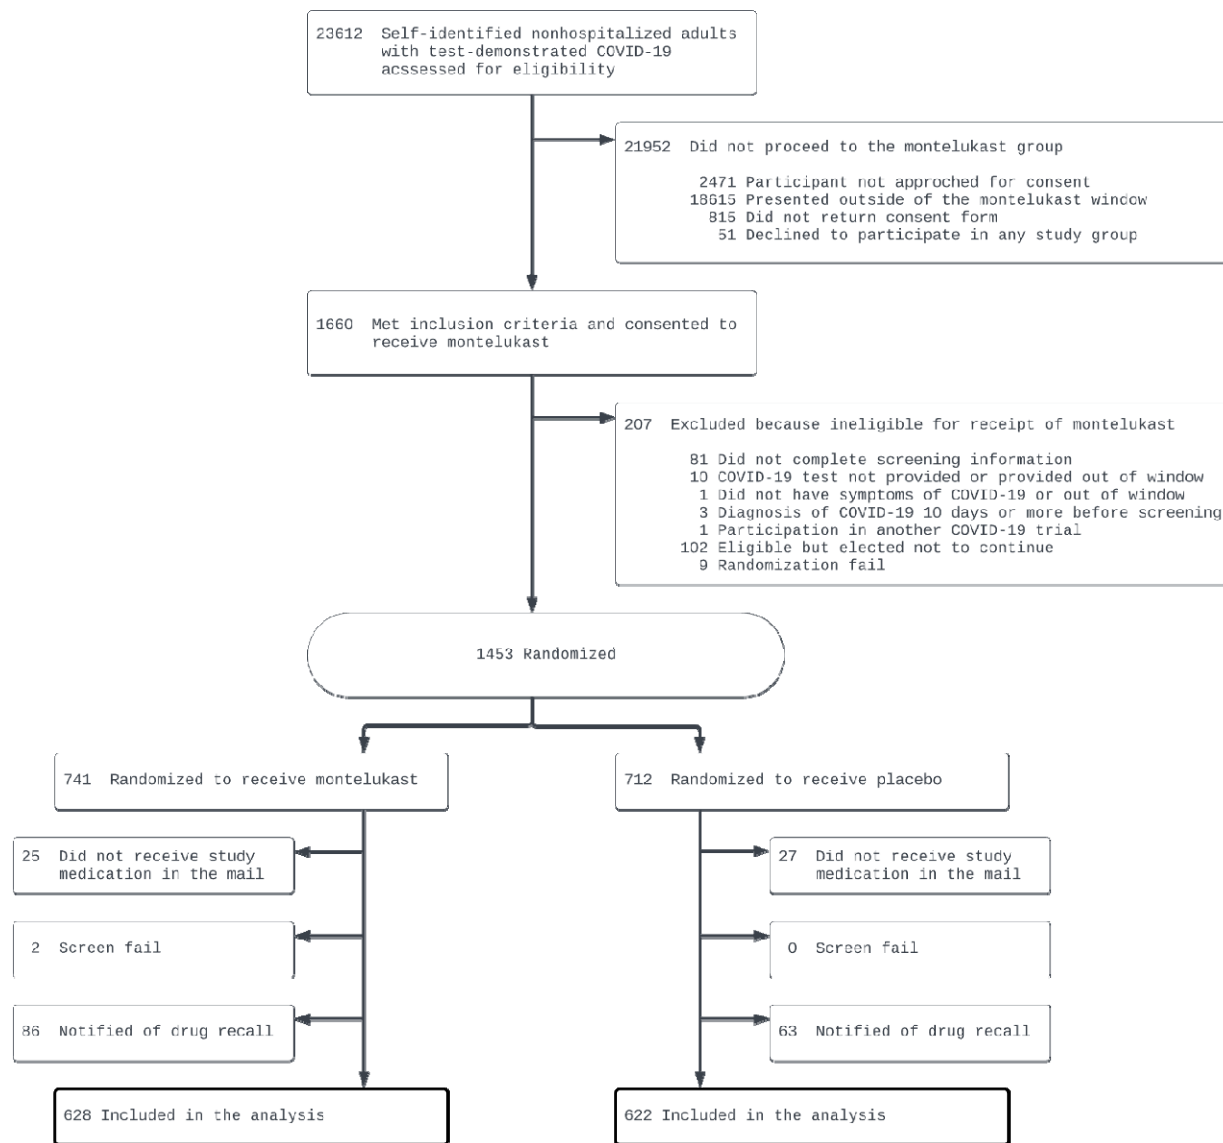 23612 Self-identified nonhospitalized adults
with test-demonstrated COVID-19
acssessed for eligibility
21952 Did not proceed to the montelukast group
2471 Participant not approched for consent
18615 Presented outside of the montelukast window
815 Did not return consent form
51 Declined to participate in any study group
1660 Met inclusion criteria and consented to
receive montelukast
207 Excluded because ineligible for receipt of montelukast
81 Did not complete screening information
10 COVID-19 test not provided or provided out of window
1 Did not have symptoms of COVID-19 or out of window
3 Diagnosis of COVID-19 10 days or more before screening
1 Participation in another COVID-19 trial
102 Eligible but elected not to continue
9 Randomization fail
1453 Randomized
741 Randomized to receive montelukast
712 Randomized to receive placebo
25 Did not receive study
medication in the mail
27 Did not receive study
medication in the mail
2 Screen fail
0 Screen fail
86 Notified of drug recall
63 Notified of drug recall
628 Included in the analysis
622 Included in the analysis